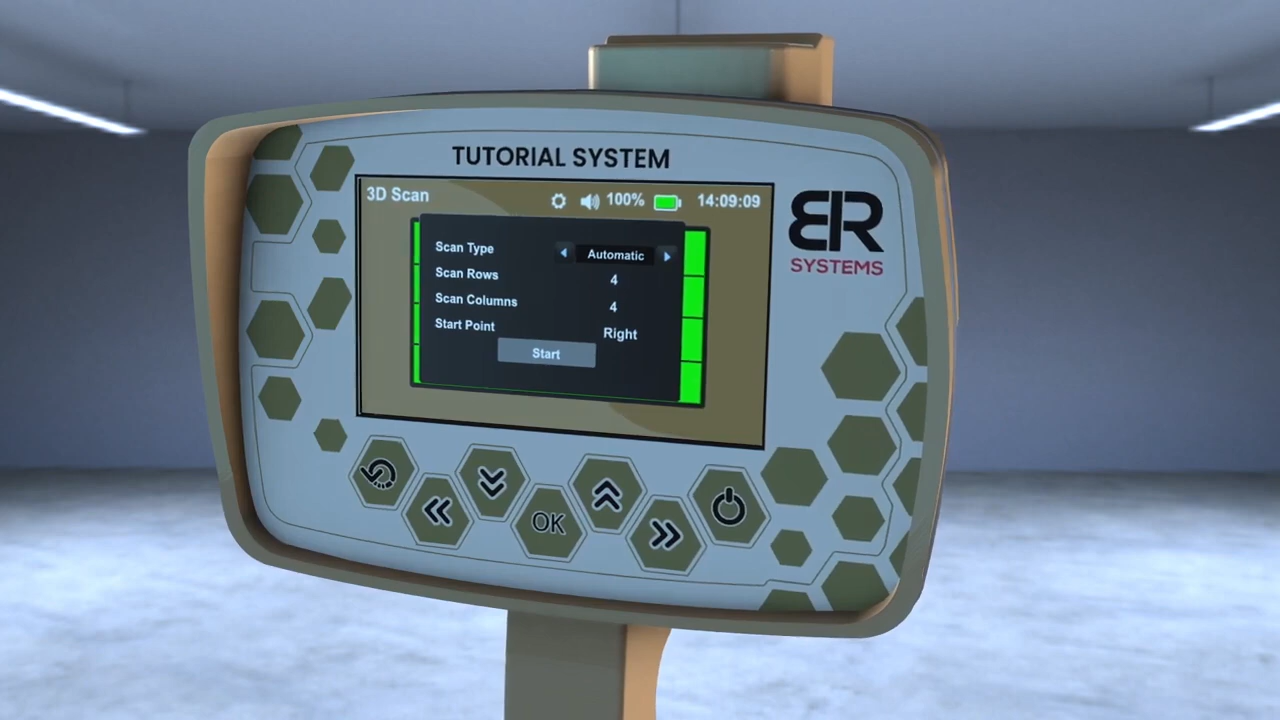 TUTORIAL SYSTEM
3D Scan 100% 14:09:09
Scan Type Automatic
Scan Rows 4
Scan Columns 4
Start Point Right
Start
BR
SYSTEMS
OK